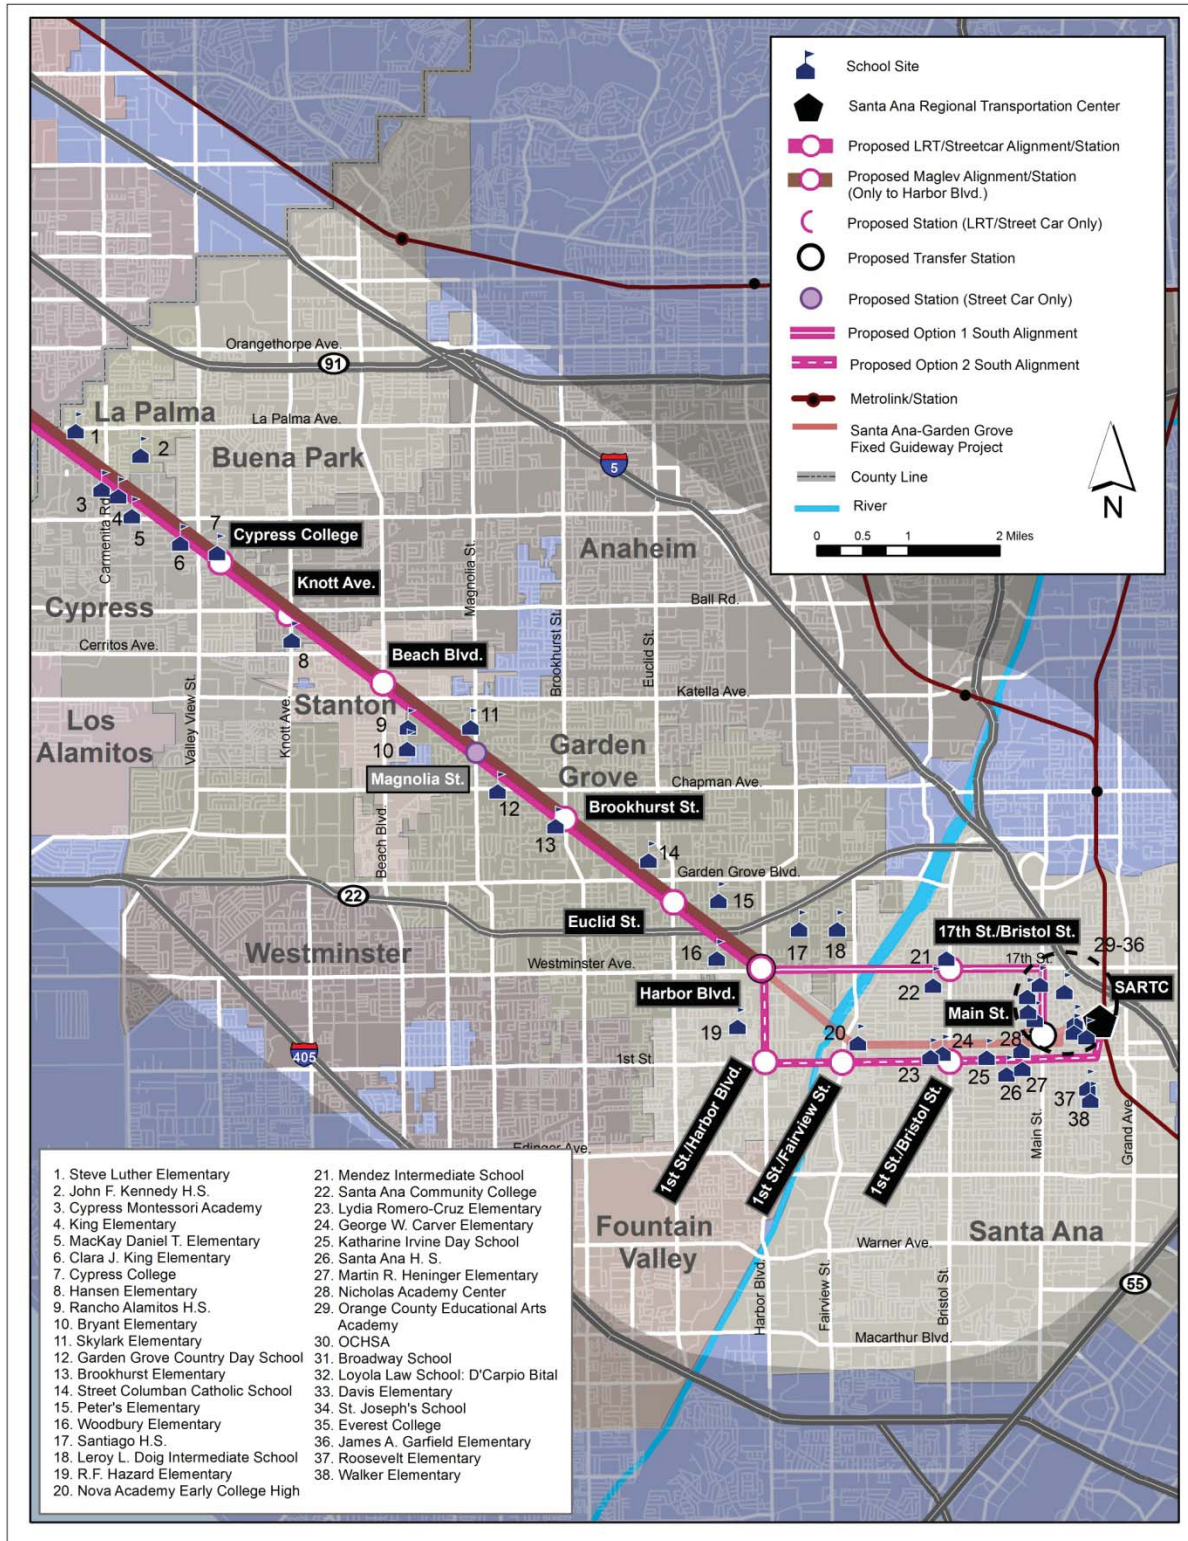 School Site
Santa Ana Regional Transportation Center
Proposed LRT/Streetcar Alignment/Station
Proposed Maglev Alignment/Station
(Only to Harbor Blvd.)
Proposed Station (LRT/Street Car Only)
Proposed Transfer Station
Proposed Station (Street Car Only)
Proposed Option 1 South Alignment
Proposed Option 2 South Alignment
Metrolink/Station
Santa Ana-Garden Grove
Fixed Guideway Project
County Line
River
N
0 0.5 1 2 Miles
Orangethorpe Ave.
91
La Palma
La Palma Ave.
1
2
Buena Park
5
3
4
5
6
7
Carmenita Rd.
Cypress College
Anaheim
Knott Ave.
Magnolia St.
Cypress
Ball Rd.
Cerritos Ave.
8
Beach Blvd.
Brookhurst St.
Euclid St.
Katella Ave.
Los
Alamitos
Valley View St.
Knott Ave.
Stanton
9
10
11
Garden
Grove
Magnolia St.
Chapman Ave.
12
Brookhurst St.
13
Beach Blvd.
14
Garden Grove Blvd.
22
15
Euclid St.
Westminster
16
17
18
17th St./Bristol St.
29-36
21
17th St.
Westminster Ave.
22
SARTC
Harbor Blvd.
Main St.
19
20
28
24
405
1st St.
23
25
26
27
37
38
1st St./Harbor Blvd.
1st St./Fairview St.
1st St./Bristol St.
Main St.
Grand Ave.
Edinger Ave.
Fountain
Valley
Santa Ana
Warner Ave.
Harbor Blvd.
Fairview St.
Bristol St.
55
Macarthur Blvd.
1. Steve Luther Elementary
2. John F. Kennedy H.S.
3. Cypress Montessori Academy
4. King Elementary
5. MacKay Daniel T. Elementary
6. Clara J. King Elementary
7. Cypress College
8. Hansen Elementary
9. Rancho Alamitos H.S.
10. Bryant Elementary
11. Skylark Elementary
12. Garden Grove Country Day School
13. Brookhurst Elementary
14. Street Columban Catholic School
15. Peter's Elementary
16. Woodbury Elementary
17. Santiago H.S.
18. Leroy L. Doig Intermediate School
19. R.F. Hazard Elementary
20. Nova Academy Early College High
21. Mendez Intermediate School
22. Santa Ana Community College
23. Lydia Romero-Cruz Elementary
24. George W. Carver Elementary
25. Katharine Irvine Day School
26. Santa Ana H. S.
27. Martin R. Heninger Elementary
28. Nicholas Academy Center
29. Orange County Educational Arts
Academy
30. OCHSA
31. Broadway School
32. Loyola Law School: D'Carpio Bital
33. Davis Elementary
34. St. Joseph's School
35. Everest College
36. James A. Garfield Elementary
37. Roosevelt Elementary
38. Walker Elementary